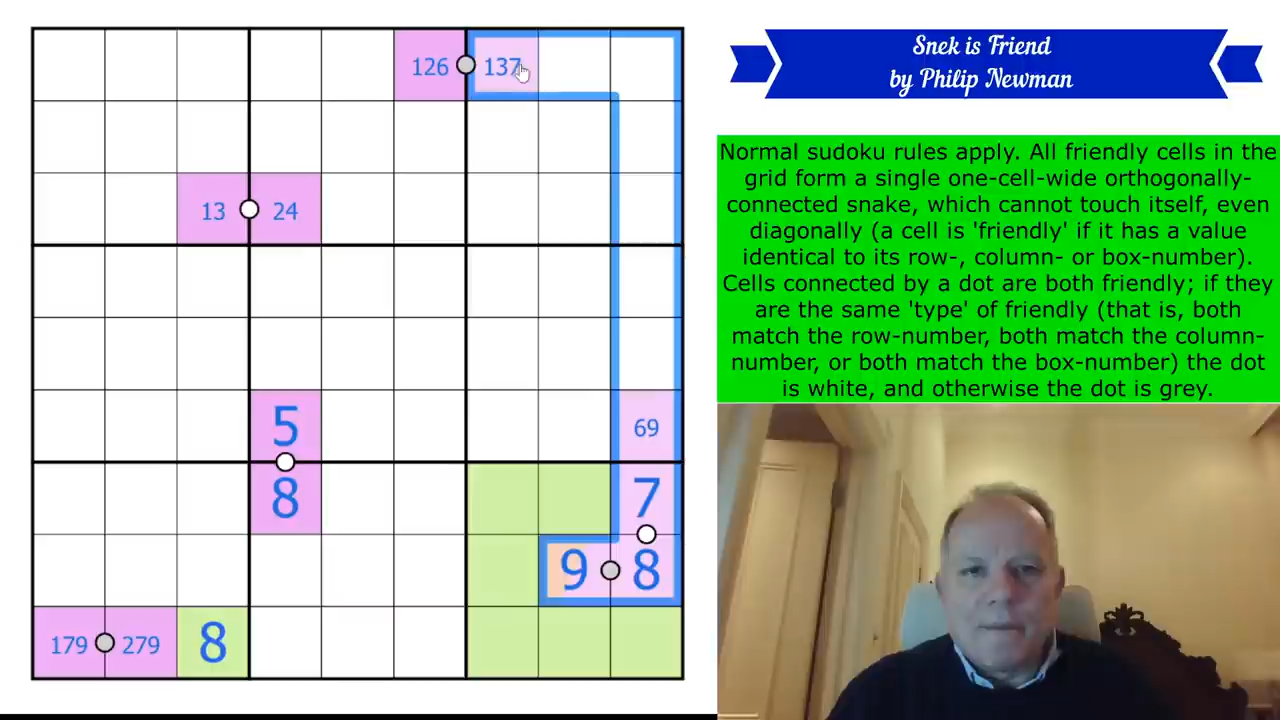 Snek is Friend
by Philip Newman
Normal sudoku rules apply. All friendly cells in the
grid form a single one-cell-wide orthogonally-
connected snake, which cannot touch itself, even
diagonally (a cell is 'friendly' if it has a value
identical to its row-, column- or box-number).
Cells connected by a dot are both friendly; if they
are the same 'type' of friendly (that is, both
match the row-number, both match the column-
number, or both match the box-number) the dot
is white, and otherwise the dot is grey.
126 137
13 24
5 69
8 7
9 8
179 279 8